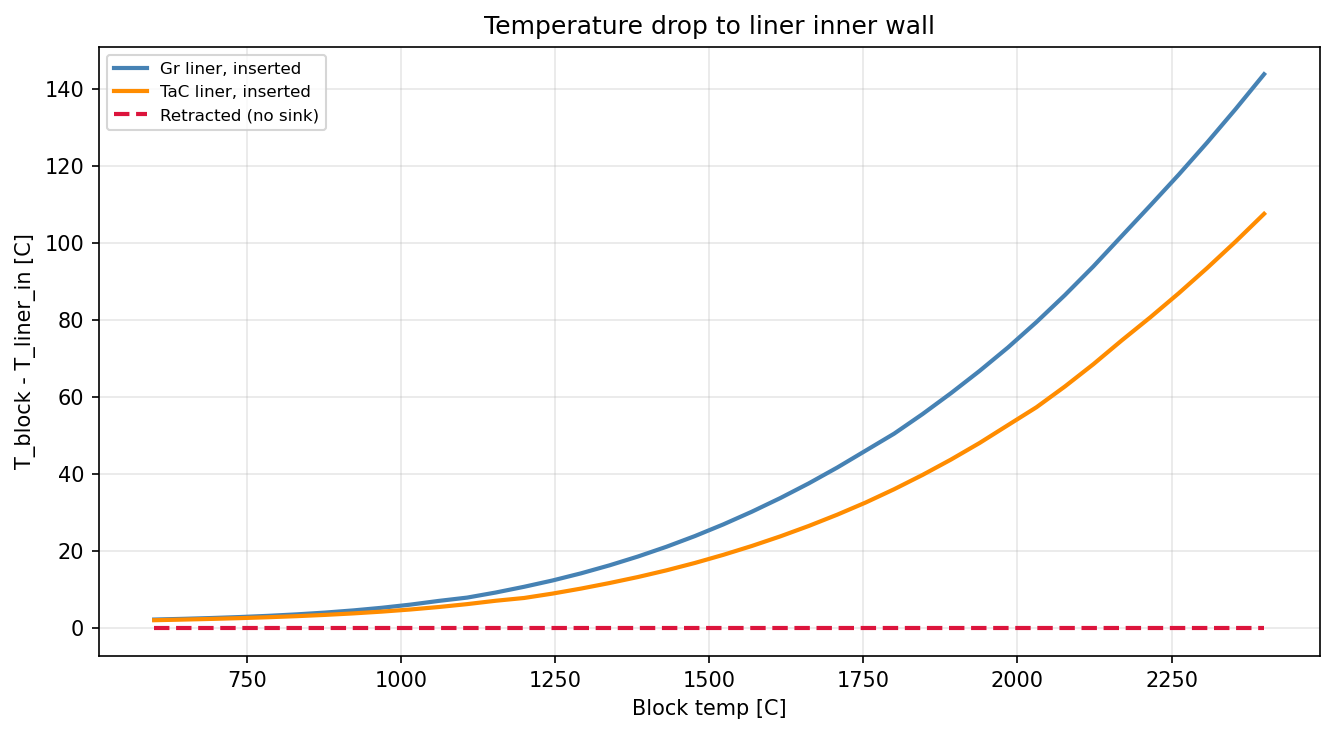 Temperature drop to liner inner wall
Gr liner, inserted
TaC liner, inserted
Retracted (no sink)
T_block - T_liner_in [C]
140
120
100
80
60
40
20
0
750 1000 1250 1500 1750 2000 2250
Block temp [C]